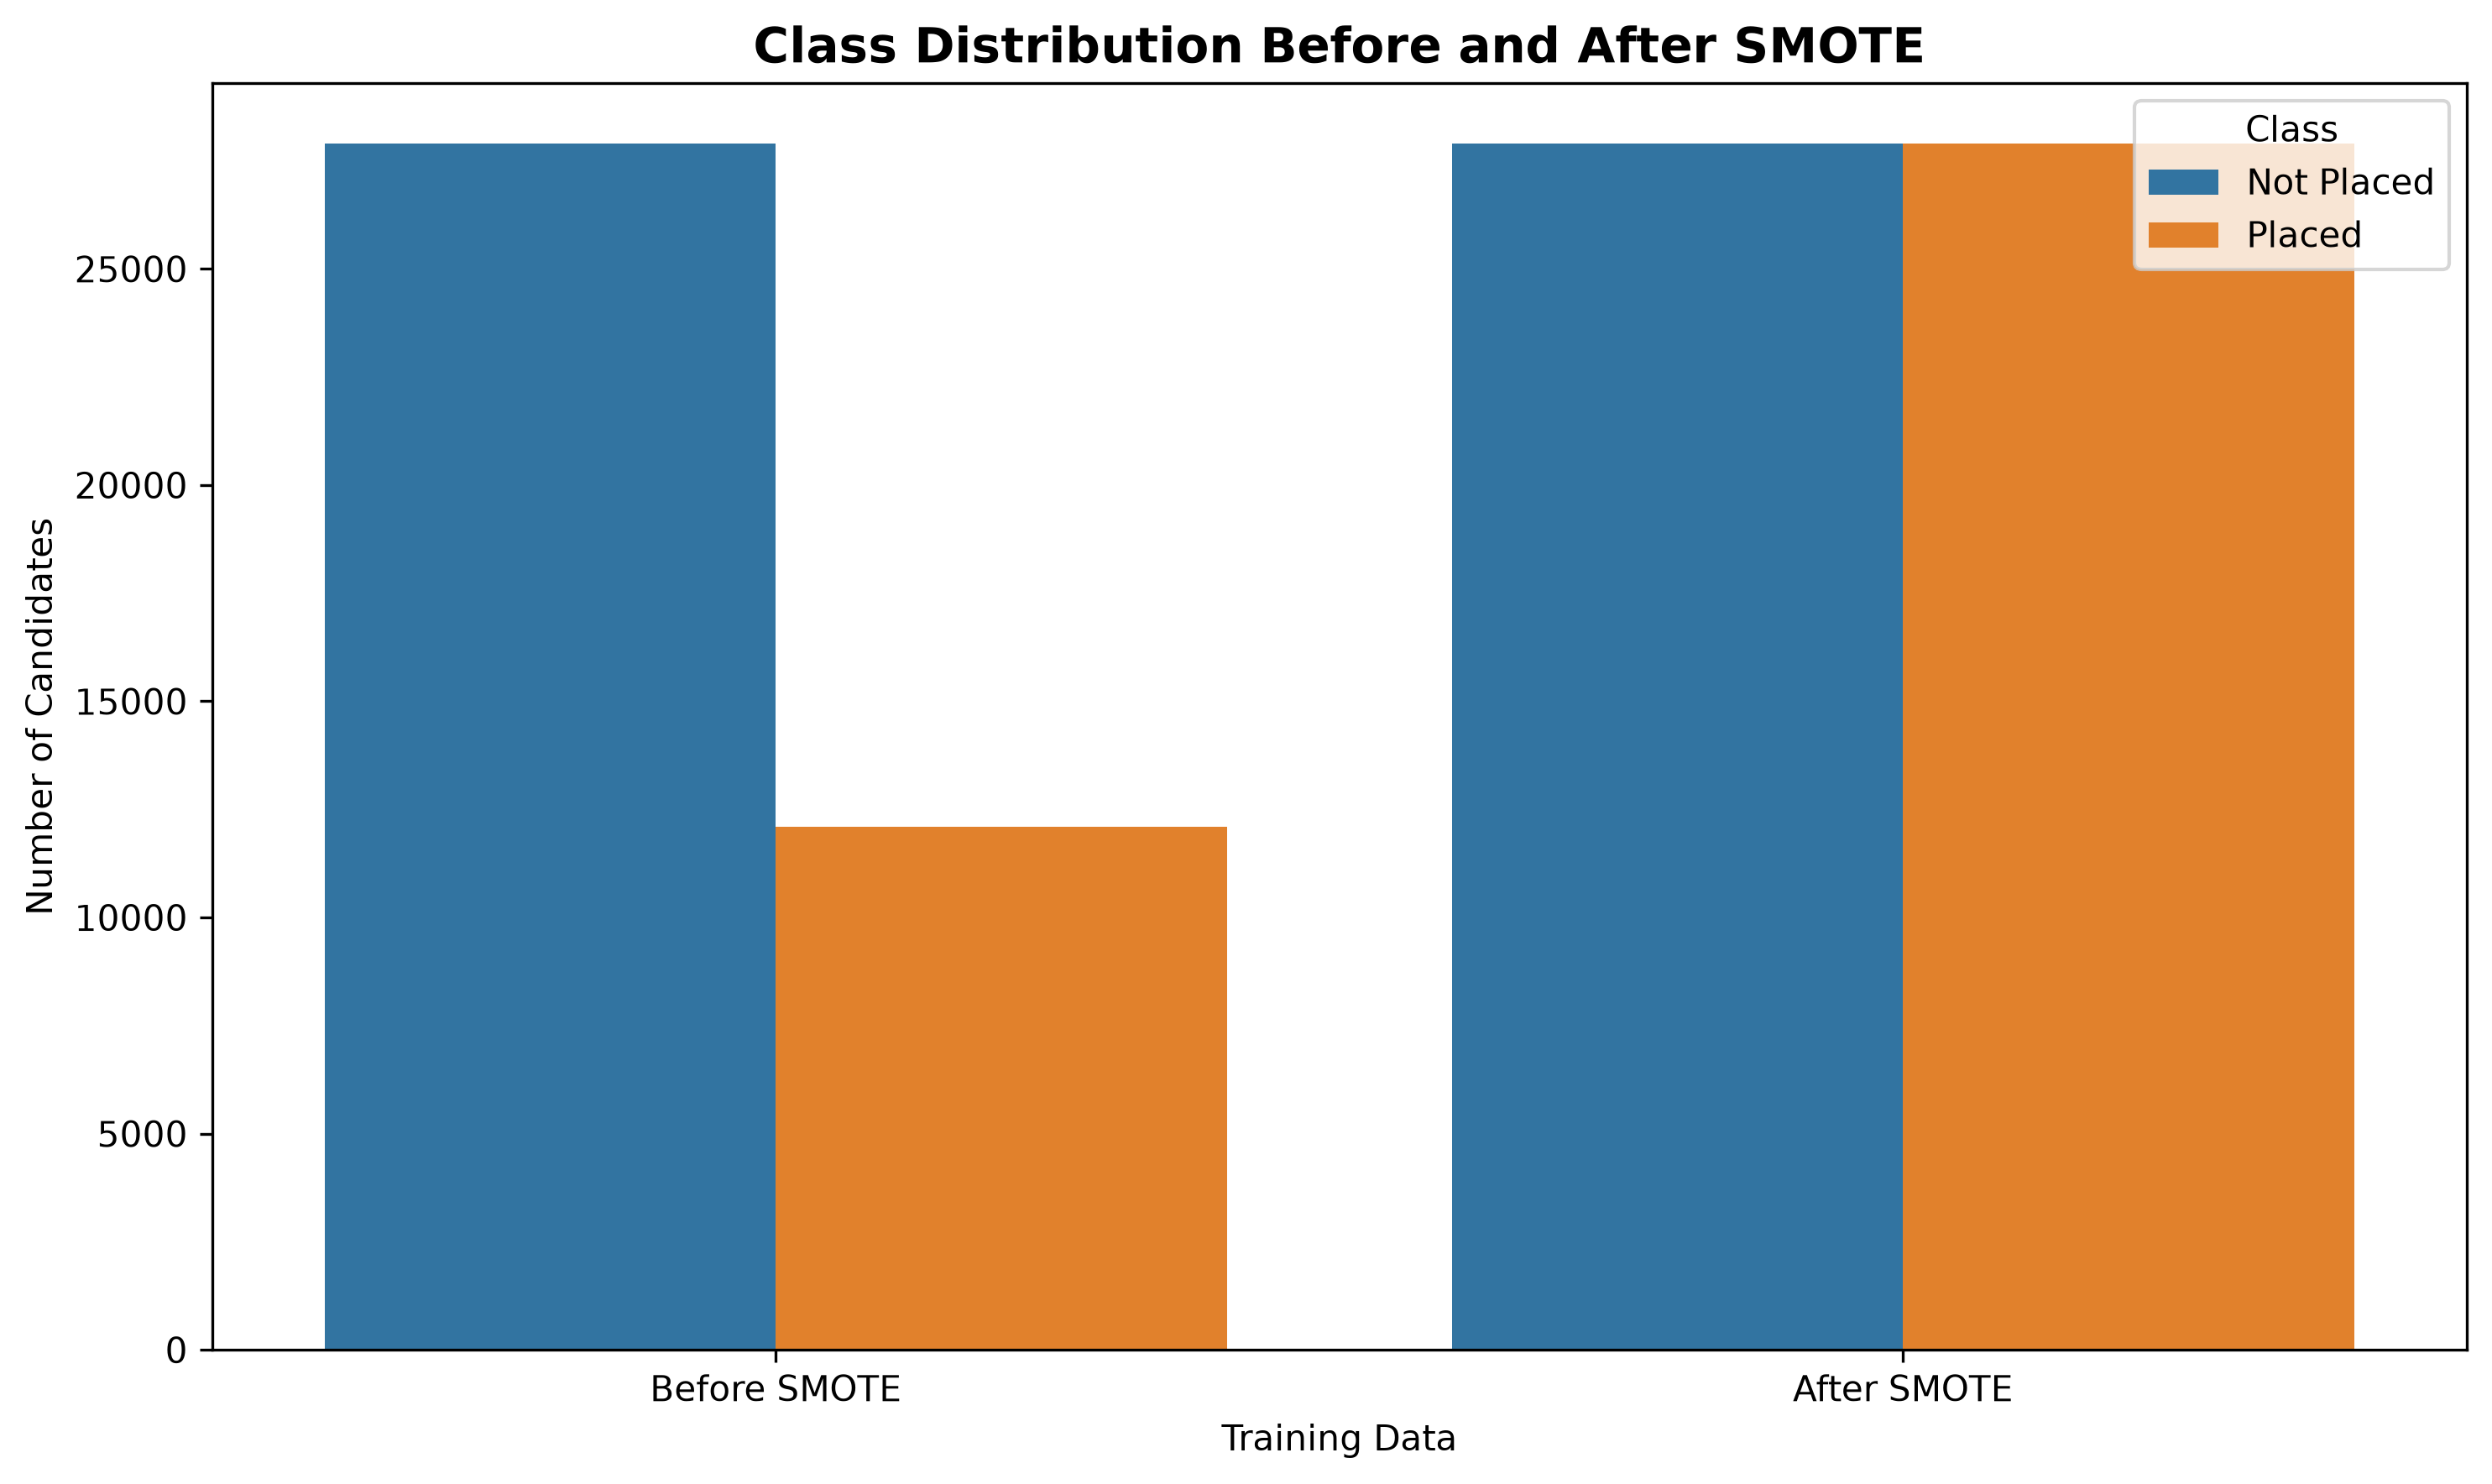 Class Distribution Before and After SMOTE
Class
Not Placed
Placed
Number of Candidates
25000
20000
15000
10000
5000
0
Before SMOTE
After SMOTE
Training Data